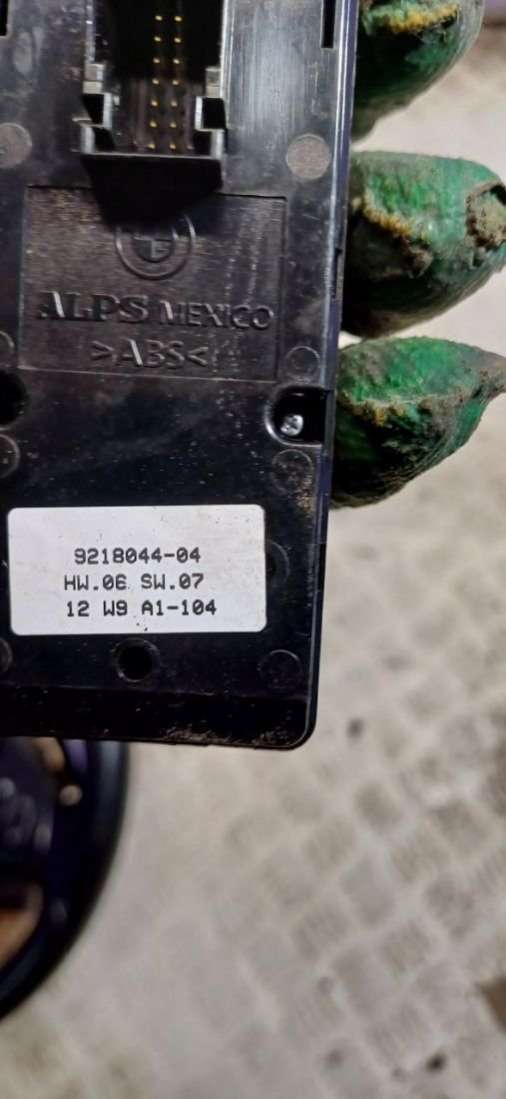 ALPS MEXICO
>ABS<
9218044-04
HW.06 SW.07
12 W9 A1-104